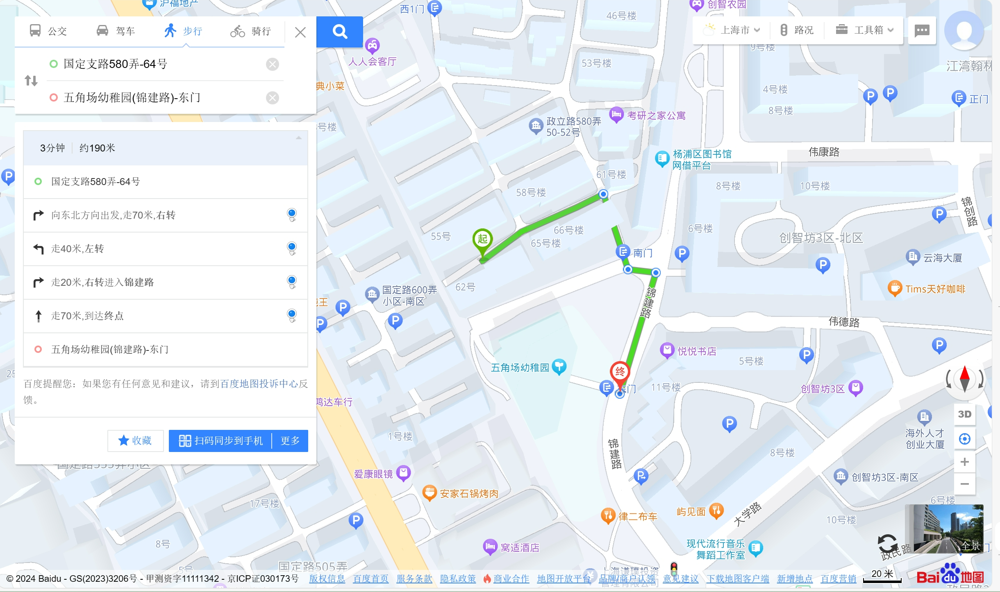 沪福地产
西1门
46号楼
创智农园
公交
驾车
步行
骑行
上海市
路况
工具箱
人人会客厅
9号楼
53号楼
国定支路580弄-64号
江湾翰林
典小菜
4号楼
五角场幼稚园(锦建路)-东门
正门
8号楼
考研之家公寓
政立路580弄
50-52号
号楼
3分钟
约190米
伟康路
杨浦区图书馆
网借平台
61号楼
国定支路580弄-64号
8号楼
10号楼
58号楼
锦创路
向东北方向出发,走70米,右转
66号楼
6号楼
55号
起
65号楼
创智坊3区-北区
走40米,左转
南门
云海大厦
走20米,右转进入锦建路
62号
国定路600弄
小区-南区
Tims天好咖啡
王
锦建路
走70米,到达终点
伟德路
五角场幼稚园(锦建路)-东门
悦悦书店
5号楼
五角场幼稚园
终
东门
11号楼
创智坊3区
百度提醒您：如果您有任何意见和建议，请到百度地图投诉中心反
馈。
鸿达车行
3D
1号楼
海外人才
创业大厦
收藏
扫码同步到手机
更多
锦建路
8号楼
国定路555弄小区
爱康眼镜
创智坊3区-南区
安家石锅烤肉
17号楼
6号楼
律二布车
屿见面
大学路
10号楼
8号
窝适酒店
现代流行音乐
舞蹈工作室
全景
政民路
国定路505弄
5号
上海谦璞投资
管理有限公司
© 2024 Baidu - GS(2023)3206号 - 甲测资字11111342 - 京ICP证030173号
版权信息
百度首页
服务条款
隐私政策
商业合作
地图开放平台
品牌/商户认领
意见建议
下载地图客户端
新增地点
百度营销
20 米
Bai du 地图